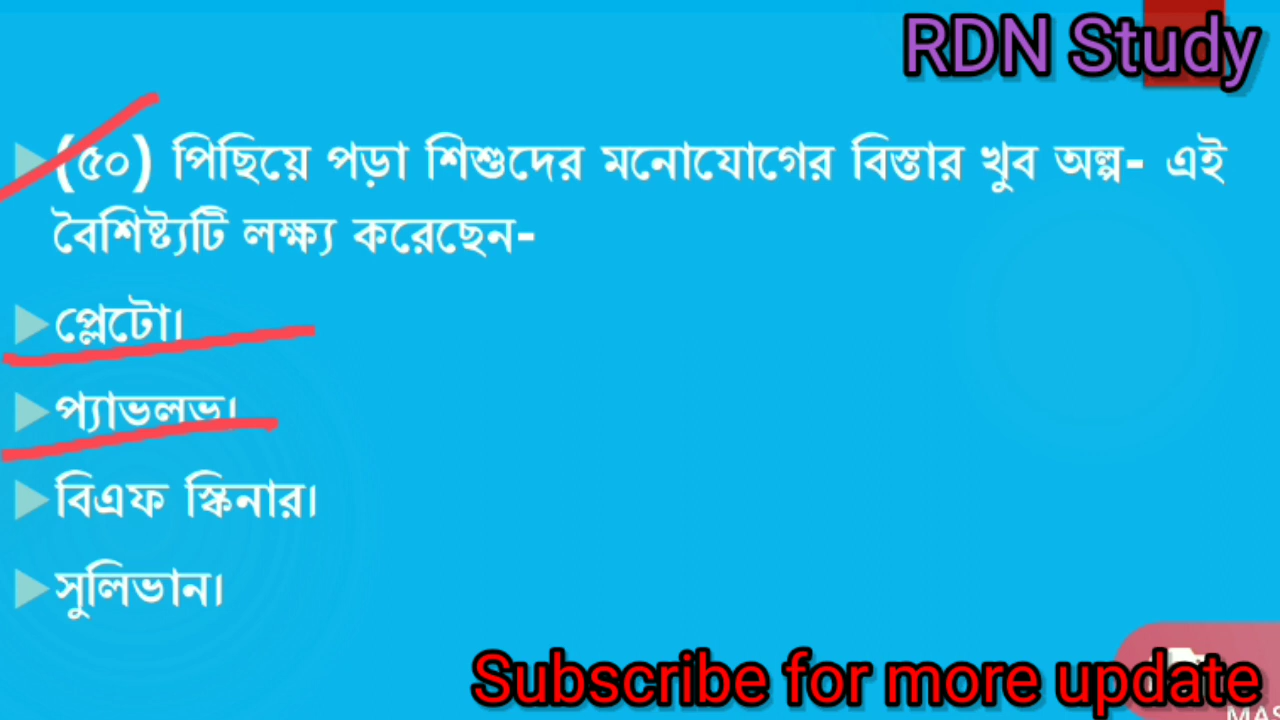 RDN Study
(৫০) পিছিয়ে পড়া শিশুদের মনোযোগের বিস্তার খুব অল্প- এই
বৈশিষ্ট্যটি লক্ষ্য করেছেন-
প্লেটো।
প্যাভলভ।
বিএফ স্কিনার।
সুলিভান।
Subscribe for more update